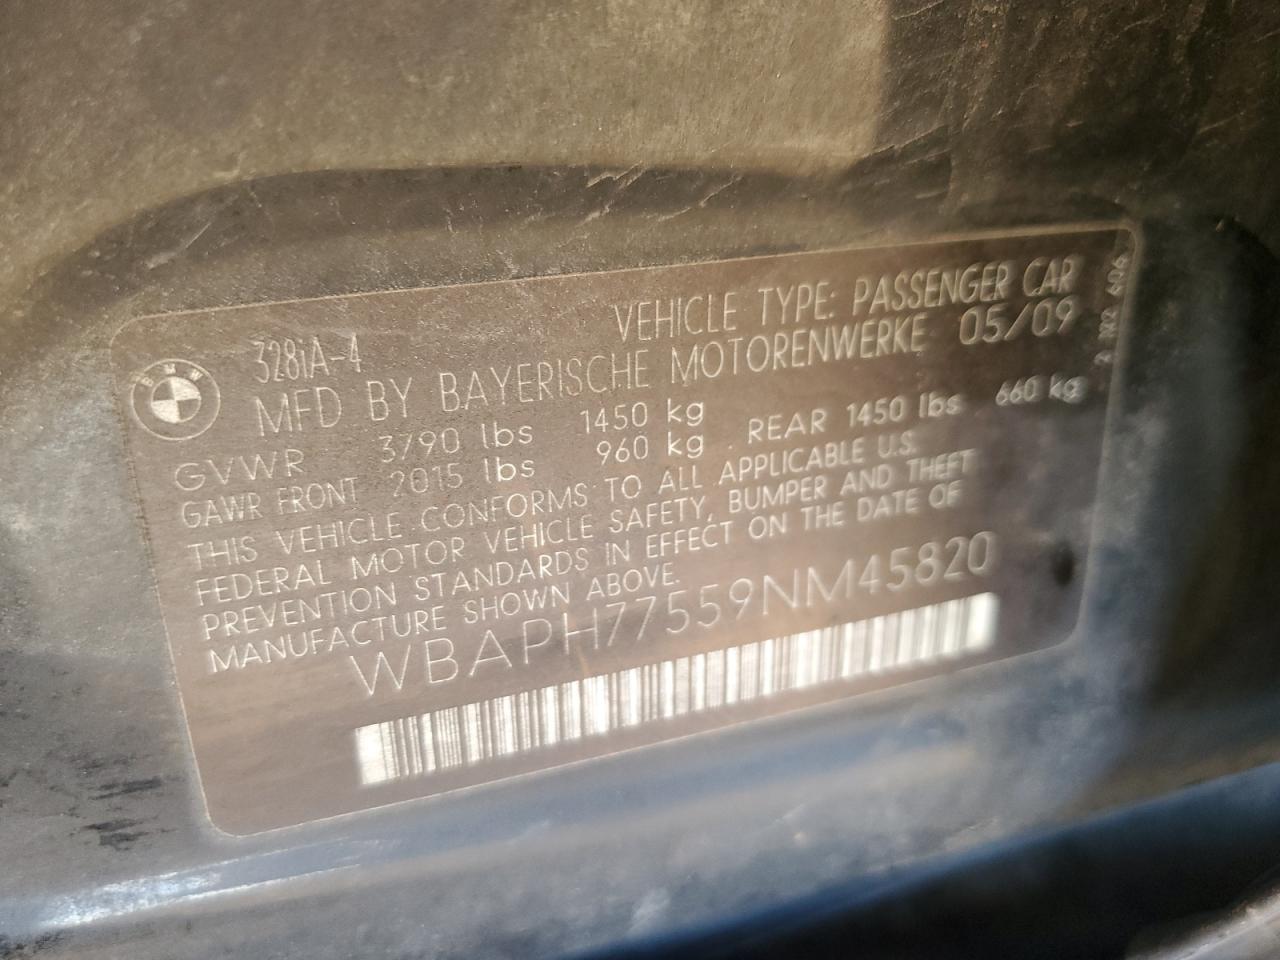 BMW
328iA-4
VEHICLE TYPE: PASSENGER CAR
MFD BY BAYERISCHE MOTORENWERKE 05/09
GVWR 3790 lbs 1450 kg
GAWR FRONT 2015 lbs 960 kg . REAR 1450 lbs 660 kg
THIS VEHICLE CONFORMS TO ALL APPLICABLE U.S.
FEDERAL MOTOR VEHICLE SAFETY, BUMPER AND THEFT
PREVENTION STANDARDS IN EFFECT ON THE DATE OF
MANUFACTURE SHOWN ABOVE.
WBAPH77559NM45820